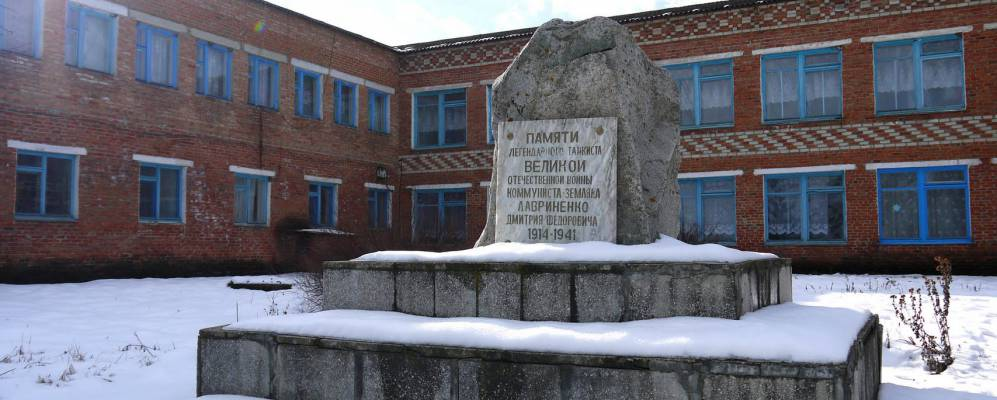 ПАМЯТИ
ЛЕГЕНДАРНОГО ТАНКИСТА
ВЕЛИКОЙ
ОТЕЧЕСТВЕННОЙ ВОЙНЫ
КОММУНИСТА-ЗЕМЛЯКА
ЛАВРИНЕНКО
ДМИТРИЯ ФЕДОРОВИЧА
1914-1941